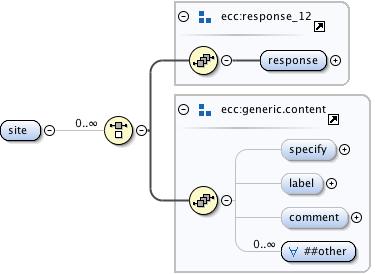 ecc:response_12
response
0..∞
site
ecc:generic.content
specify
label
comment
0..∞
∀ ##other